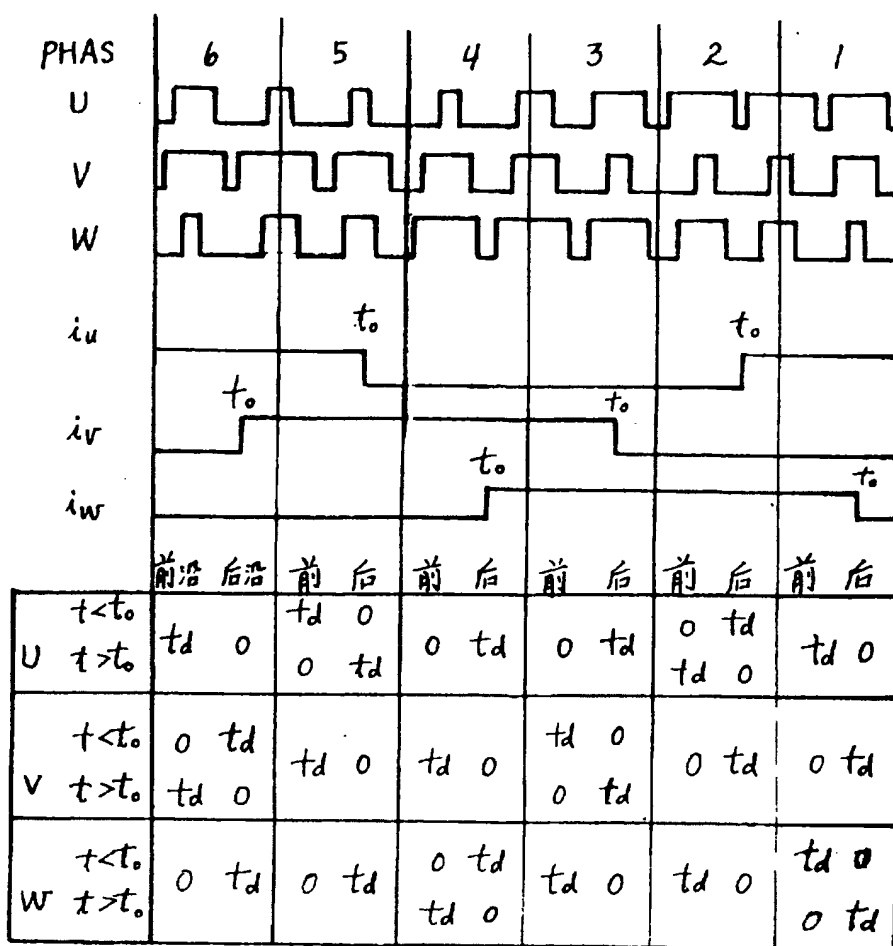 PHAS 6 5 4 3 2 1
U
V
W
iu t₀ t₀
iv t₀ t₀
iw t₀ t₀
前沿 后沿 前 后 前 后 前 后 前 后 前 后
t<t₀ td 0 0 td
U t>t₀ td 0 0 td 0 td 0 td td 0 td 0
t<t₀ 0 td td 0
V t>t₀ td 0 td 0 td 0 0 td 0 td 0 td
t<t₀ 0 td td 0
W t>t₀ 0 td 0 td td 0 td 0 td 0 0 td